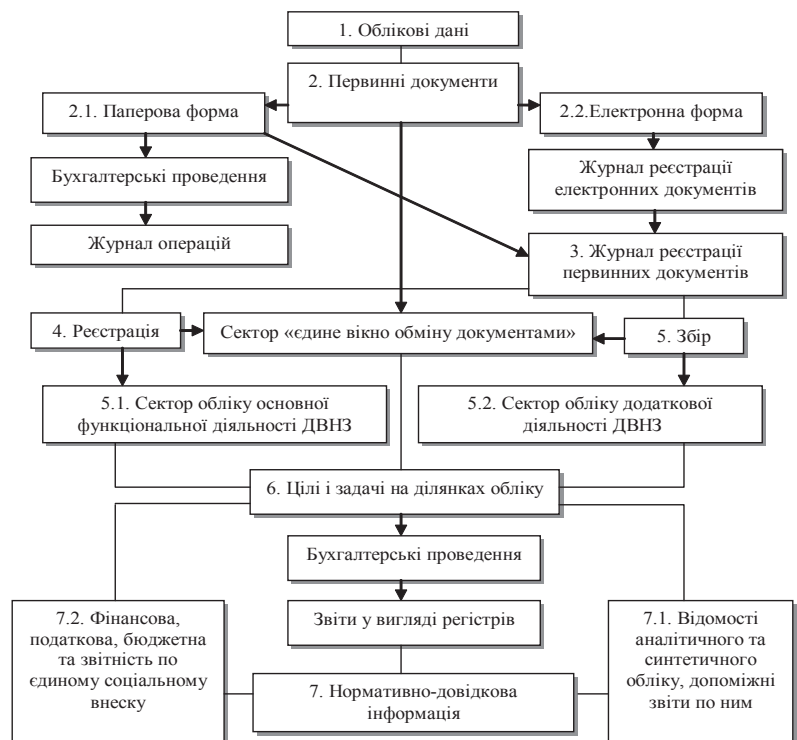 1. Облікові дані
2. Первинні документи
2.1. Паперова форма
2.2.Електронна форма
Бухгалтерські проведення
Журнал реєстрації
електронних документів
Журнал операцій
3. Журнал реєстрації
первинних документів
4. Реєстрація
Сектор «єдине вікно обміну документами»
5. Збір
5.1. Сектор обліку основної
функціональної діяльності ДВНЗ
5.2. Сектор обліку додаткової
діяльності ДВНЗ
6. Цілі і задачі на ділянках обліку
Бухгалтерські проведення
7.2. Фінансова,
податкова, бюджетна
та звітність по
єдиному соціальному
внеску
Звіти у вигляді регістрів
7.1. Відомості
аналітичного та
синтетичного
обліку, допоміжні
звіти по ним
7. Нормативно-довідкова
інформація